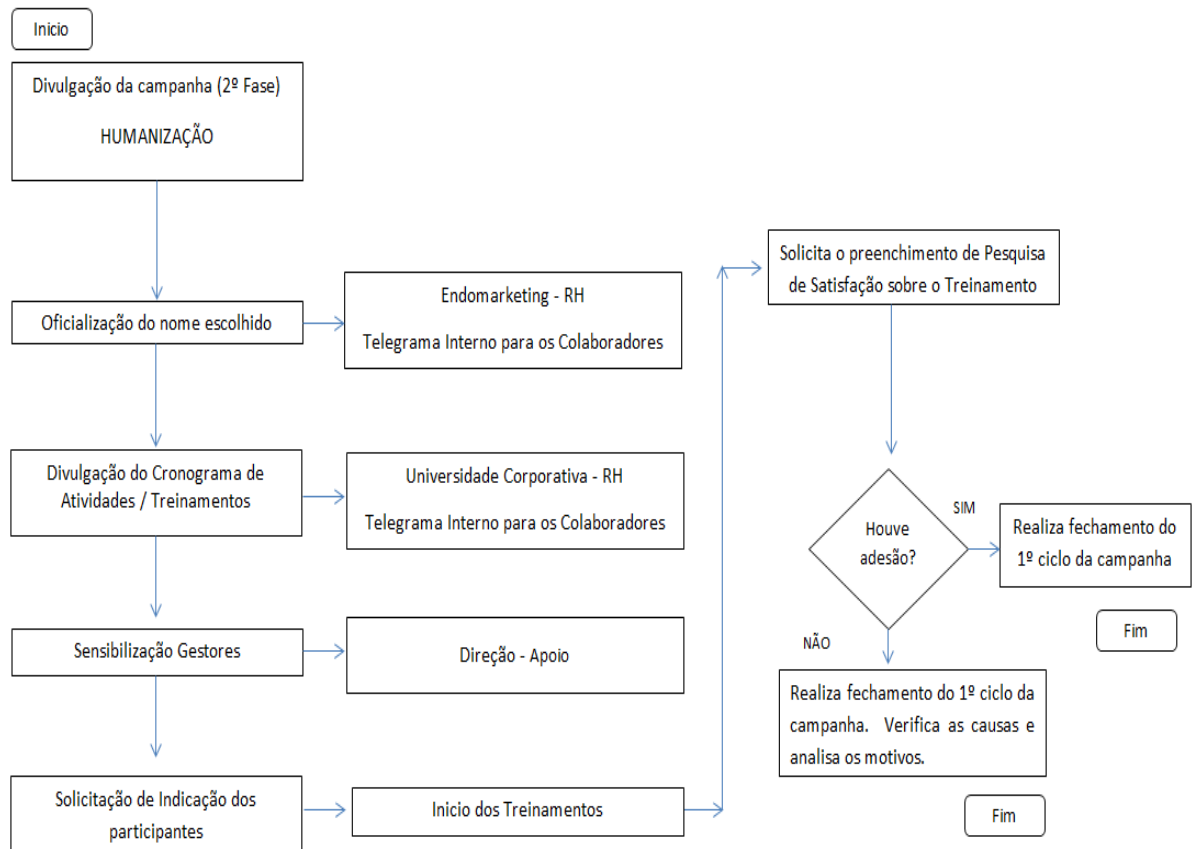 Inicio
Divulgação da campanha (2º Fase)
HUMANIZAÇÃO
Oficialização do nome escolhido
Endomarketing - RH
Telegrama Interno para os Colaboradores
Divulgação do Cronograma de
Atividades / Treinamentos
Universidade Corporativa - RH
Telegrama Interno para os Colaboradores
Sensibilização Gestores
Direção - Apoio
Solicitação de Indicação dos
participantes
Inicio dos Treinamentos
Solicita o preenchimento de Pesquisa
de Satisfação sobre o Treinamento
Houve
adesão?
SIM
Realiza fechamento do
1º ciclo da campanha
Fim
NÃO
Realiza fechamento do 1º ciclo da
campanha. Verifica as causas e
analisa os motivos.
Fim